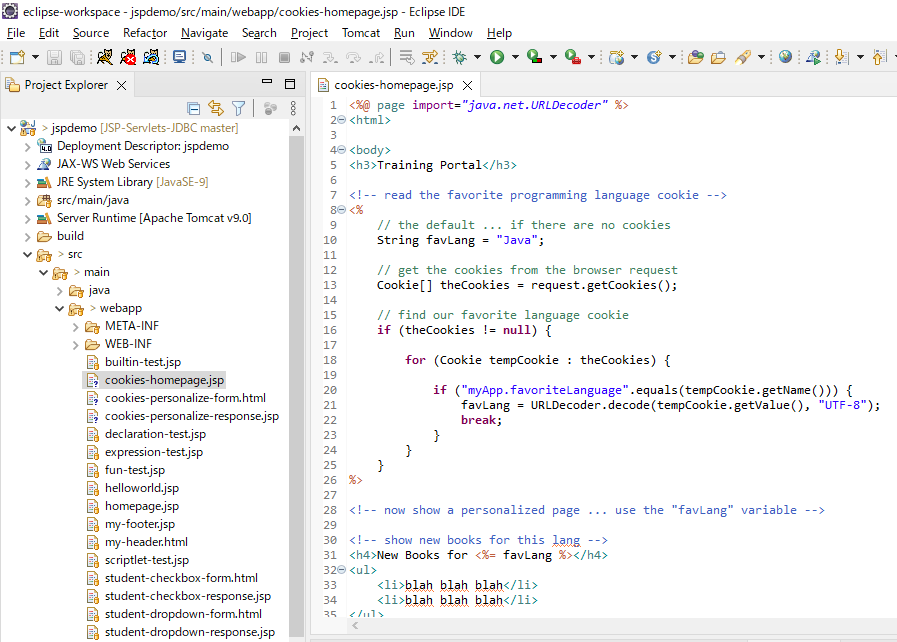 eclipse-workspace - jspdemo/src/main/webapp/cookies-homepage.jsp - Eclipse IDE
File Edit Source Refactor Navigate Search Project Tomcat Run Window Help
Project Explorer
> jspdemo [JSP-Servlets-JDBC master]
Deployment Descriptor: jspdemo
JAX-WS Web Services
JRE System Library [JavaSE-9]
src/main/java
Server Runtime [Apache Tomcat v9.0]
build
> src
> main
java
> webapp
META-INF
WEB-INF
builtin-test.jsp
cookies-homepage.jsp
cookies-personalize-form.html
cookies-personalize-response.jsp
declaration-test.jsp
expression-test.jsp
fun-test.jsp
helloworld.jsp
homepage.jsp
my-footer.jsp
my-header.html
scriptlet-test.jsp
student-checkbox-form.html
student-checkbox-response.jsp
student-dropdown-form.html
student-dropdown-response.jsp
cookies-homepage.jsp
1 <%@ page import="java.net.URLDecoder" %>
2 <html>
3
4 <body>
5 <h3>Training Portal</h3>
6
7 <!-- read the favorite programming language cookie -->
8 <%
9     // the default ... if there are no cookies
10     String favLang = "Java";
11
12     // get the cookies from the browser request
13     Cookie[] theCookies = request.getCookies();
14
15     // find our favorite language cookie
16     if (theCookies != null) {
17
18         for (Cookie tempCookie : theCookies) {
19
20             if ("myApp.favoriteLanguage".equals(tempCookie.getName())) {
21                 favLang = URLDecoder.decode(tempCookie.getValue(), "UTF-8");
22                 break;
23             }
24         }
25     }
26 %>
27
28 <!-- now show a personalized page ... use the "favLang" variable -->
29
30 <!-- show new books for this lang -->
31 <h4>New Books for <%= favLang %></h4>
32 <ul>
33     <li>blah blah blah</li>
34     <li>blah blah blah</li>
35 </ul>